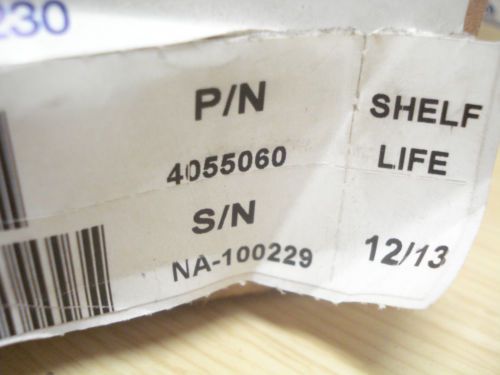 230
P/N
4055060
S/N
NA-100229
SHELF
LIFE
12/13